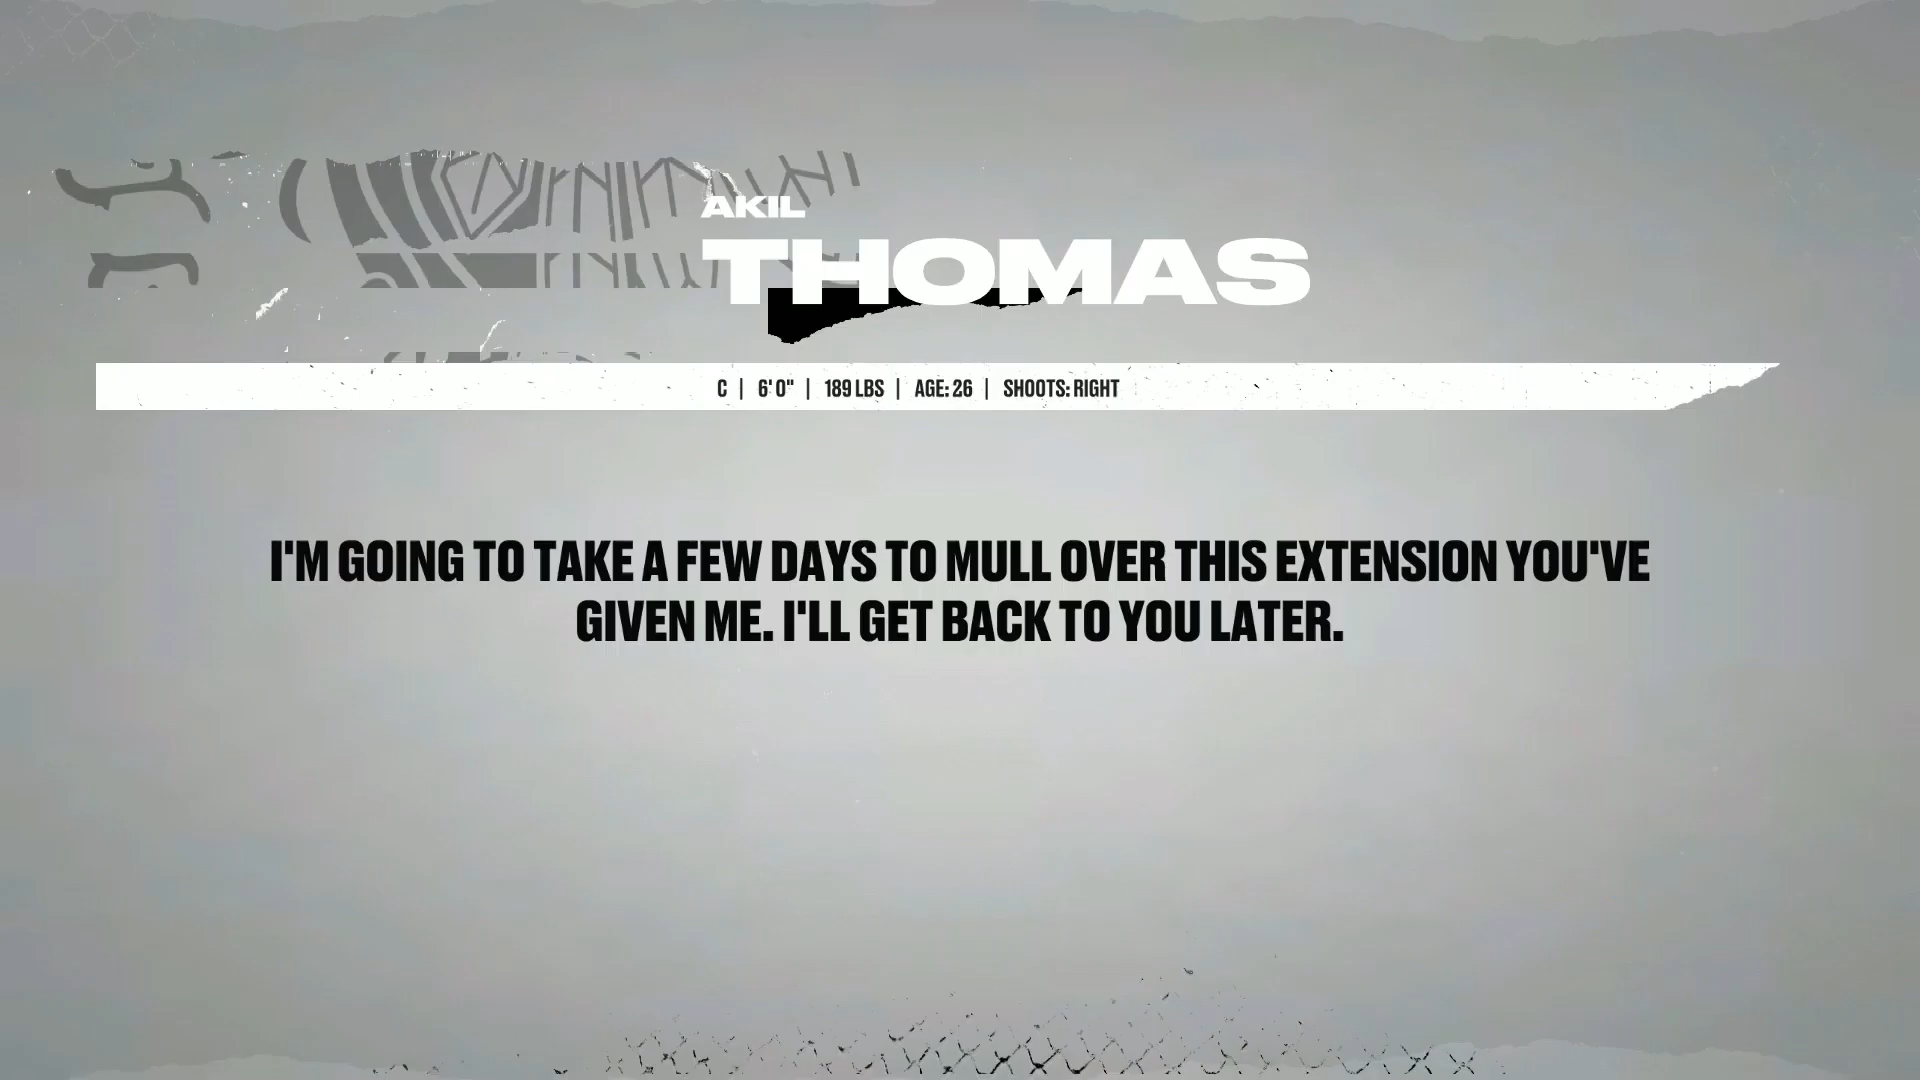 AKIL
THOMAS
C | 6' 0" | 189 LBS | AGE: 26 | SHOOTS: RIGHT
I'M GOING TO TAKE A FEW DAYS TO MULL OVER THIS EXTENSION YOU'VE
GIVEN ME. I'LL GET BACK TO YOU LATER.